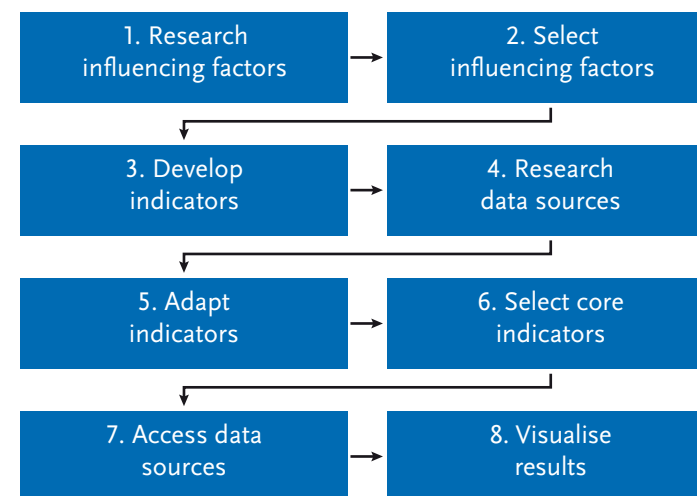 1. Research
influencing factors
2. Select
influencing factors
3. Develop
indicators
4. Research
data sources
5. Adapt
indicators
6. Select core
indicators
7. Access data
sources
8. Visualise
results